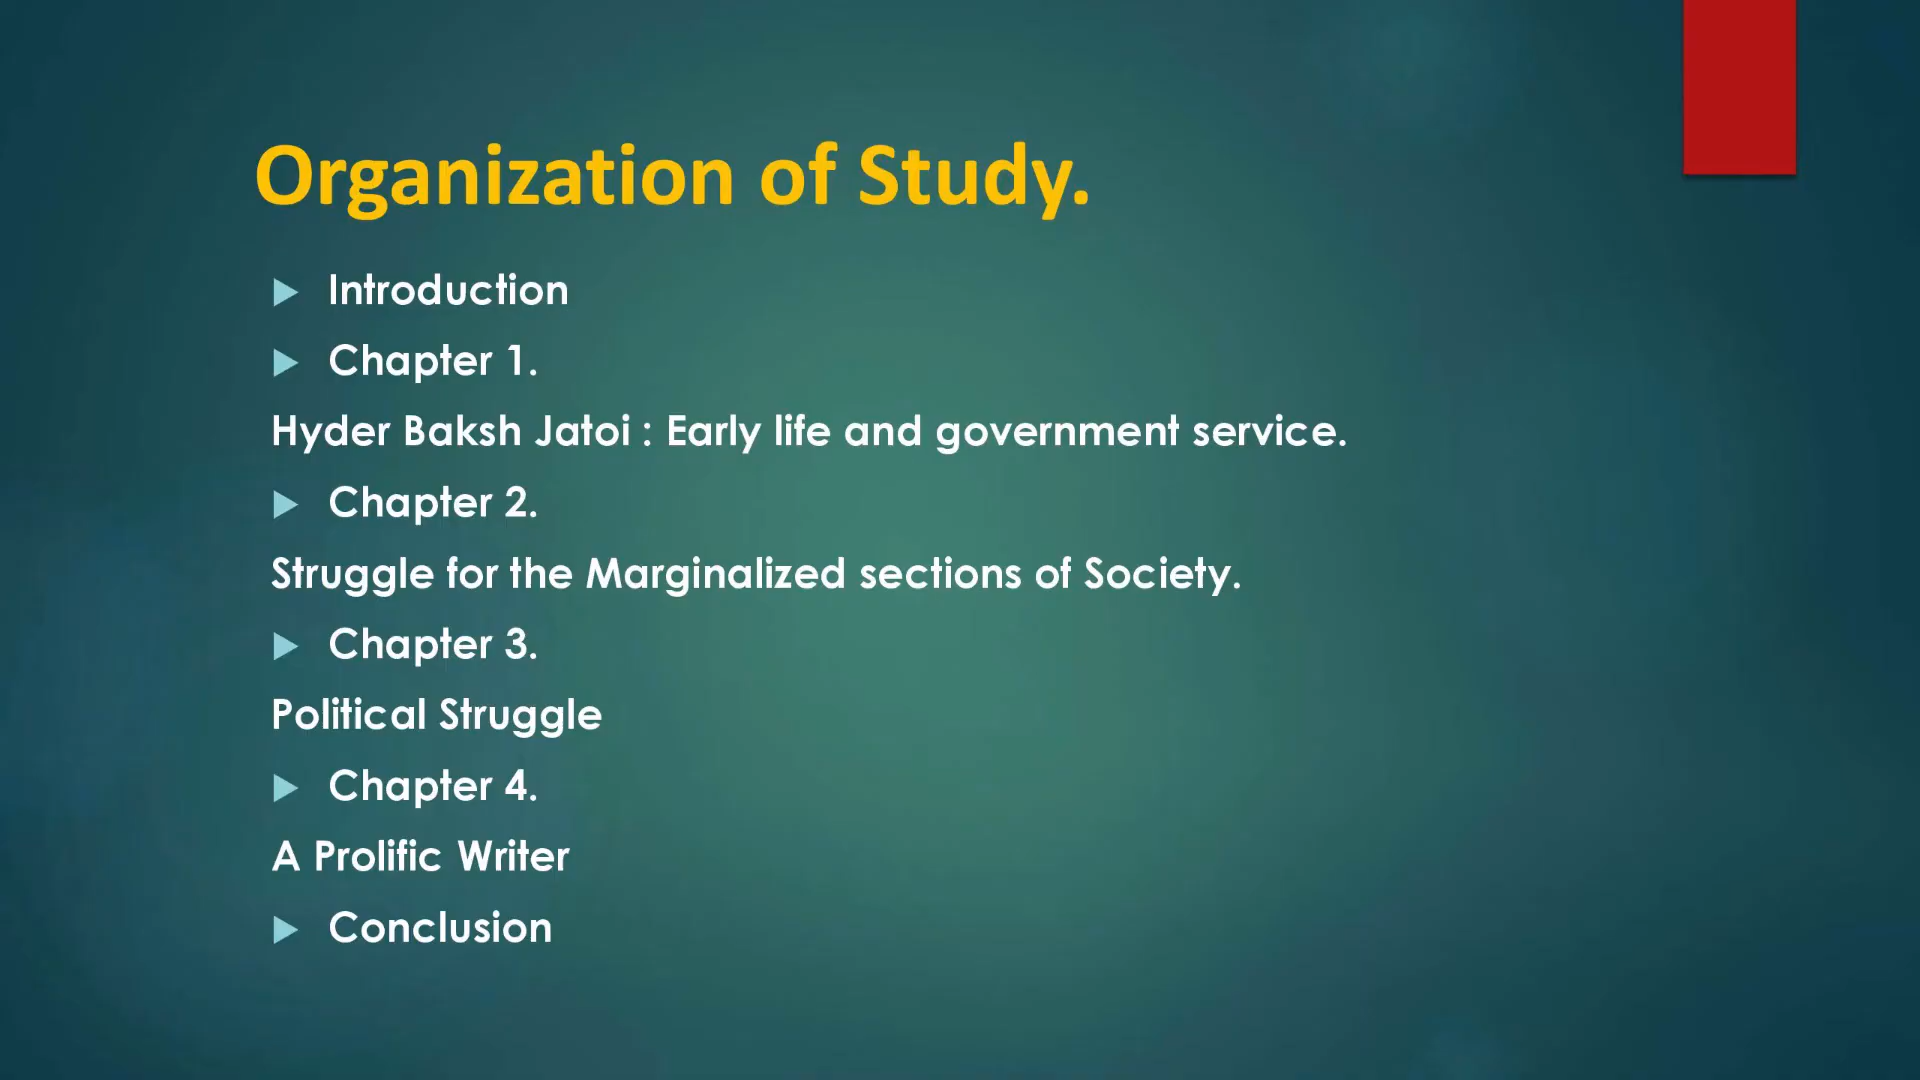 Organization of Study.
Introduction
Chapter 1.
Hyder Baksh Jatoi : Early life and government service.
Chapter 2.
Struggle for the Marginalized sections of Society.
Chapter 3.
Political Struggle
Chapter 4.
A Prolific Writer
Conclusion